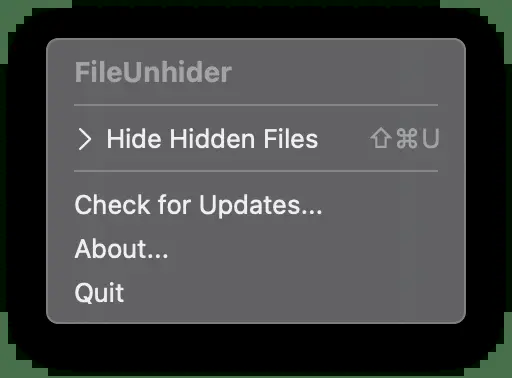 FileUnhider
Hide Hidden Files ⇧⌘U
Check for Updates...
About...
Quit